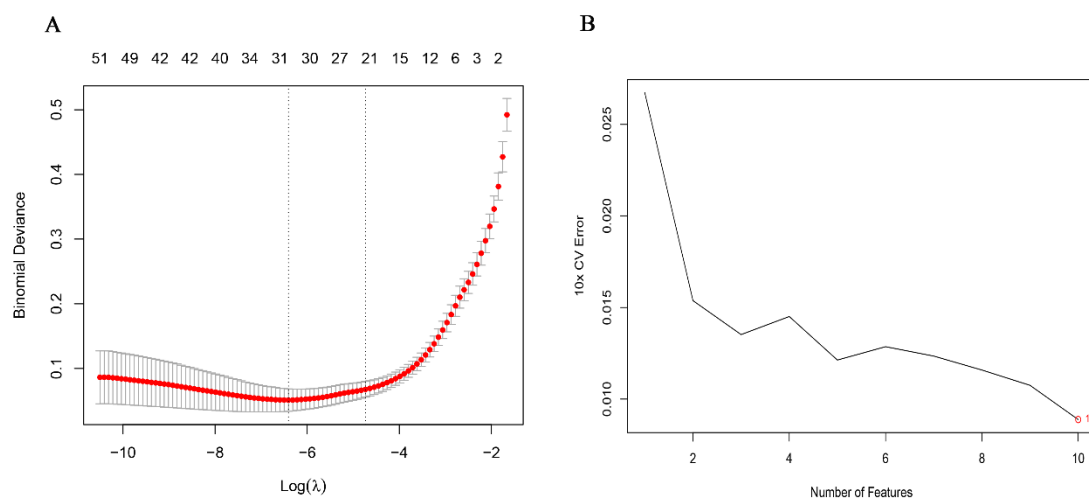 A
51 49 42 42 40 34 31 30 27 21 15 12 6 3 2
0.5
0.4
0.3
0.2
0.1
Binomial Deviance
−10 −8 −6 −4 −2
Log(λ)
B
0.025
0.020
0.015
0.010
10x CV Error
2 4 6 8 10
Number of Features